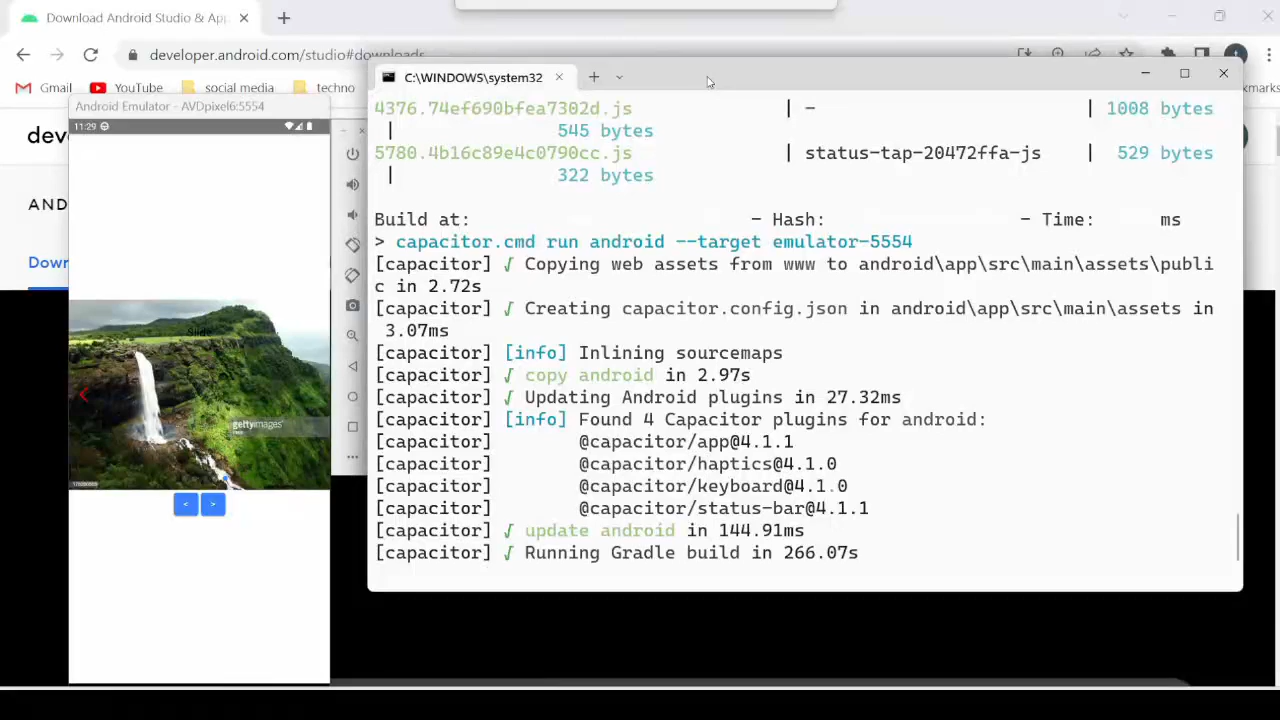 Download Android Studio & App
developer.android.com/studio#downloads
Gmail
YouTube
social media
techno
kmarks
dev
AND
Down
Android Emulator - AVDpixel6:5554
11:29
Slide
gettyimages
<
>
C:\WINDOWS\system32
4376.74ef690bfea7302d.js | - | 1008 bytes
| 545 bytes
5780.4b16c89e4c0790cc.js | status-tap-20472ffa-js | 529 bytes
| 322 bytes
Build at: - Hash: - Time: ms
> capacitor.cmd run android --target emulator-5554
[capacitor] √ Copying web assets from www to android\app\src\main\assets\publi
c in 2.72s
[capacitor] √ Creating capacitor.config.json in android\app\src\main\assets in
3.07ms
[capacitor] [info] Inlining sourcemaps
[capacitor] √ copy android in 2.97s
[capacitor] √ Updating Android plugins in 27.32ms
[capacitor] [info] Found 4 Capacitor plugins for android:
[capacitor] @capacitor/app@4.1.1
[capacitor] @capacitor/haptics@4.1.0
[capacitor] @capacitor/keyboard@4.1.0
[capacitor] @capacitor/status-bar@4.1.1
[capacitor] √ update android in 144.91ms
[capacitor] √ Running Gradle build in 266.07s